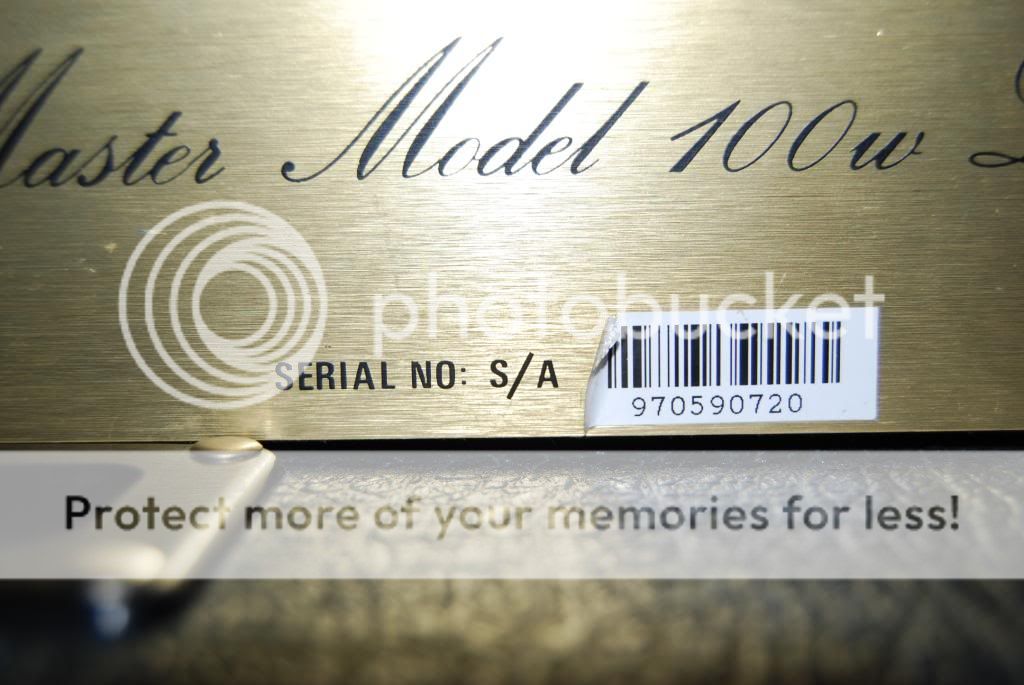 Master Model 100w
photobucket
SERIAL NO: S/A
970590720
Protect more of your memories for less!